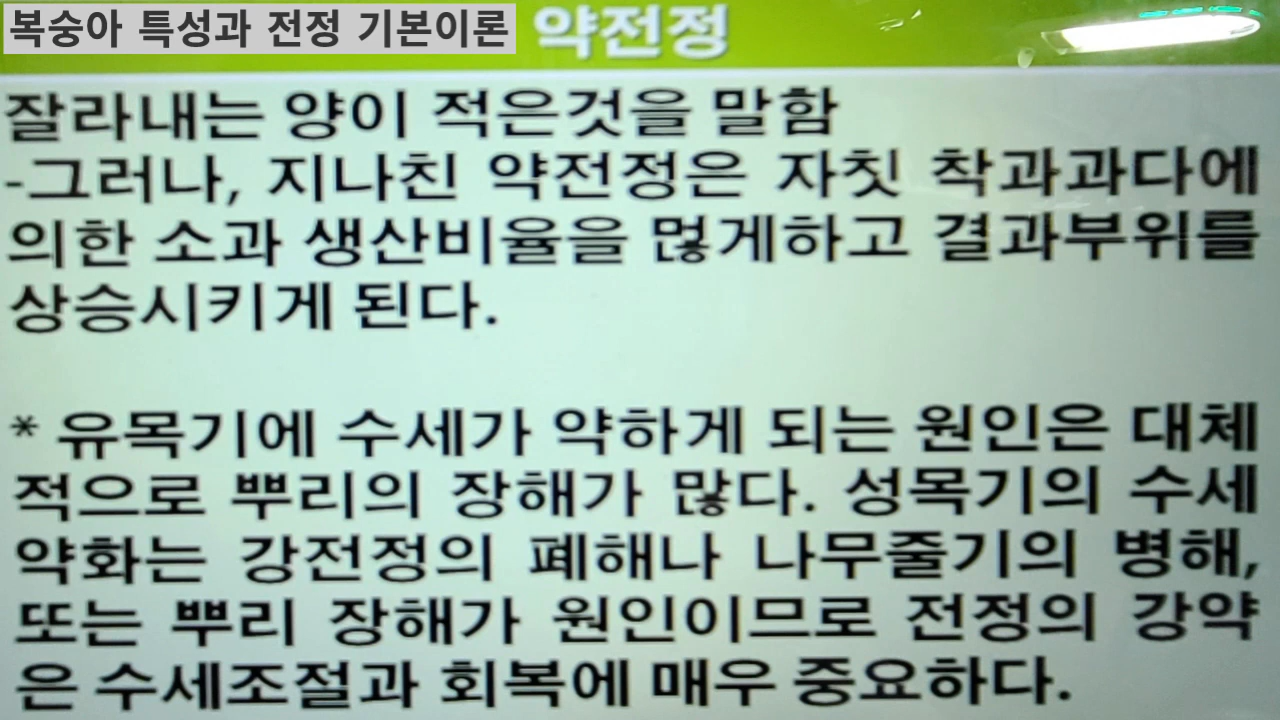 복숭아 특성과 전정 기본이론
약전정
잘라내는 양이 적은것을 말함
-그러나, 지나친 약전정은 자칫 착과과다에
의한 소과 생산비율을 멶게하고 결과부위를
상승시키게 된다.
* 유목기에 수세가 약하게 되는 원인은 대체
적으로 뿌리의 장해가 많다. 성목기의 수세
약화는 강전정의 폐해나 나무줄기의 병해,
또는 뿌리 장해가 원인이므로 전정의 강약
은 수세조절과 회복에 매우 중요하다.